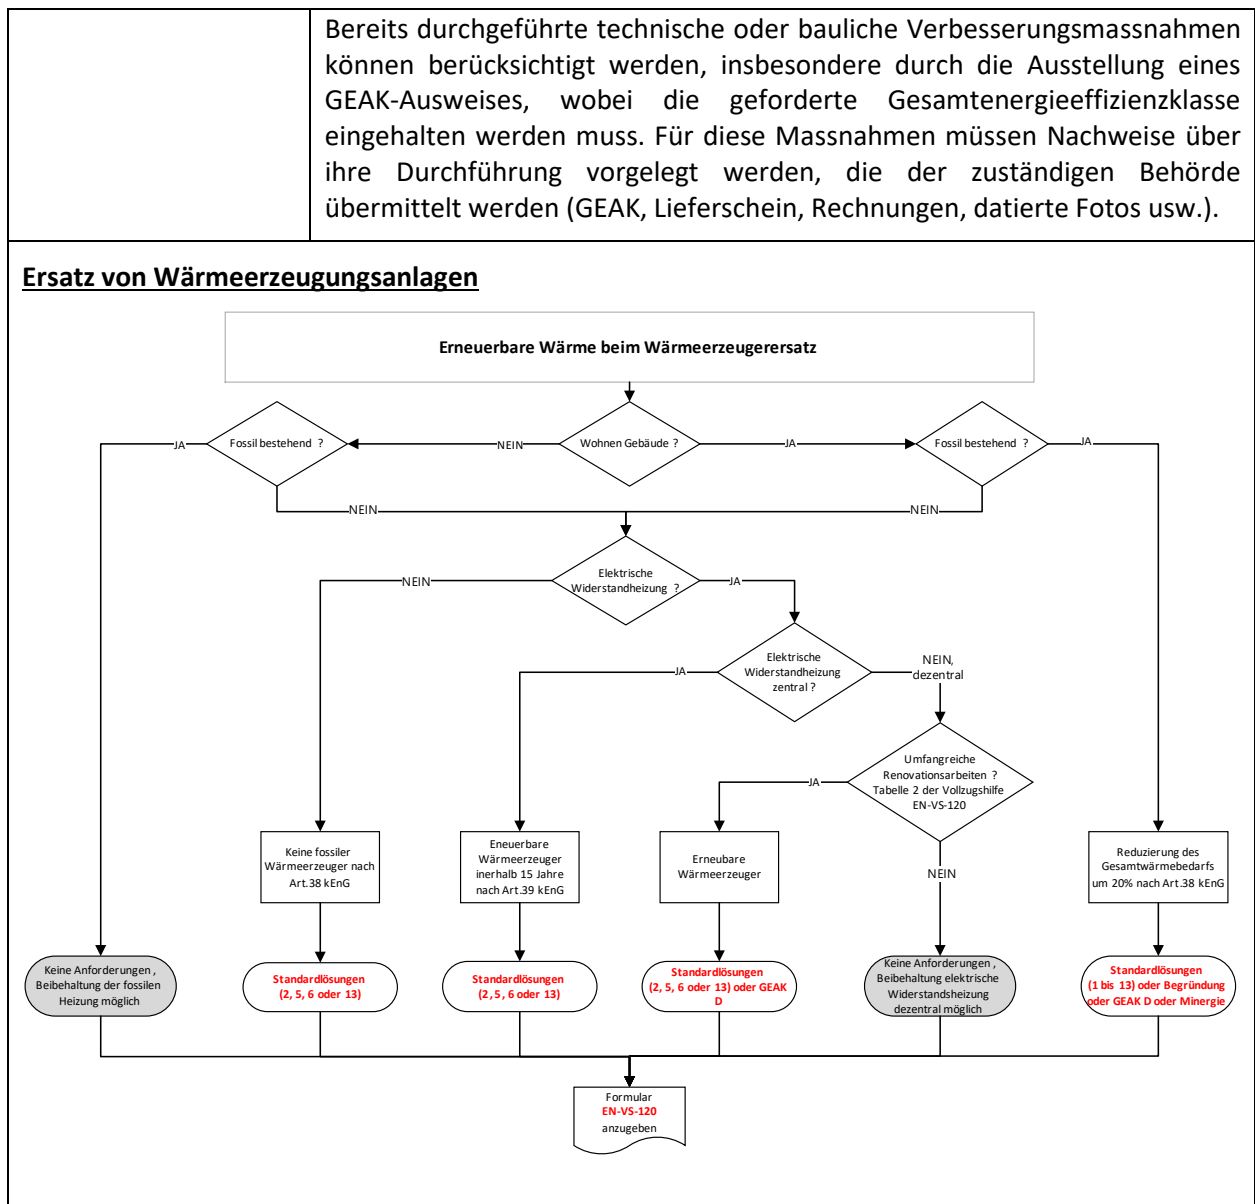 Bereits durchgeführte technische oder bauliche Verbesserungsmassnahmen
können berücksichtigt werden, insbesondere durch die Ausstellung eines
GEAK-Ausweises, wobei die geforderte Gesamtenergieeffizienzklasse
eingehalten werden muss. Für diese Massnahmen müssen Nachweise über
ihre Durchführung vorgelegt werden, die der zuständigen Behörde
übermittelt werden (GEAK, Lieferschein, Rechnungen, datierte Fotos usw.).
Ersatz von Wärmeerzeugungsanlagen
Erneuerbare Wärme beim Wärmeerzeugerersatz
JA
Fossil bestehend ?
NEIN
Wohnen Gebäude ?
JA
Fossil bestehend ?
JA
NEIN
NEIN
NEIN
Elektrische
Widerstandheizung ?
JA
JA
Elektrische
Widerstandheizung
zentral ?
NEIN,
dezentral
JA
Umfangreiche
Renovationsarbeiten ?
Tabelle 2 der Vollzugshilfe
EN-VS-120
NEIN
Keine fossiler
Wärmeerzeuger nach
Art.38 kEnG
Eneuerbare
Wärmeerzeuger
inerhalb 15 Jahre
nach Art.39 kEnG
Erneubare
Wärmeerzeuger
Reduzierung des
Gesamtwärmebedarfs
um 20% nach Art.38 kEnG
Keine Anforderungen ,
Beibehaltung der fossilen
Heizung möglich
Standardlösungen
(2, 5, 6 oder 13)
Standardlösungen
(2, 5, 6 oder 13)
Standardlösungen
(2, 5, 6 oder 13) oder GEAK
D
Keine Anforderungen ,
Beibehaltung elektrische
Widerstandsheizung
dezentral möglich
Standardlösungen
(1 bis 13) oder Begründung
oder GEAK D oder Minergie
Formular
EN-VS-120
anzugeben